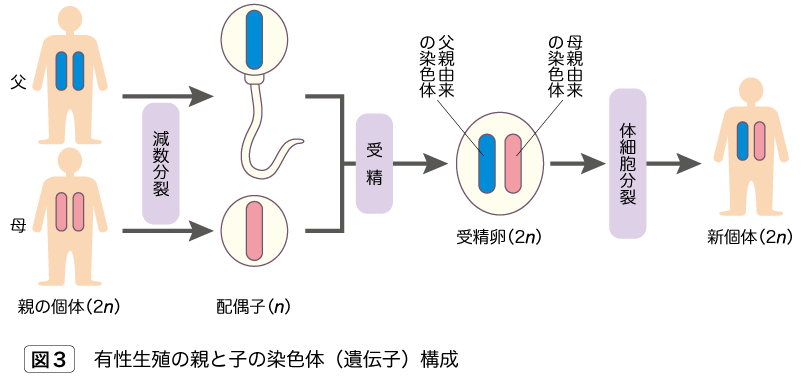 父
母
親の個体(2n)
減数分裂
配偶子(n)
受精
父親由来
の染色体
母親由来
の染色体
受精卵(2n)
体細胞分裂
新個体(2n)
図3 有性生殖の親と子の染色体（遺伝子）構成